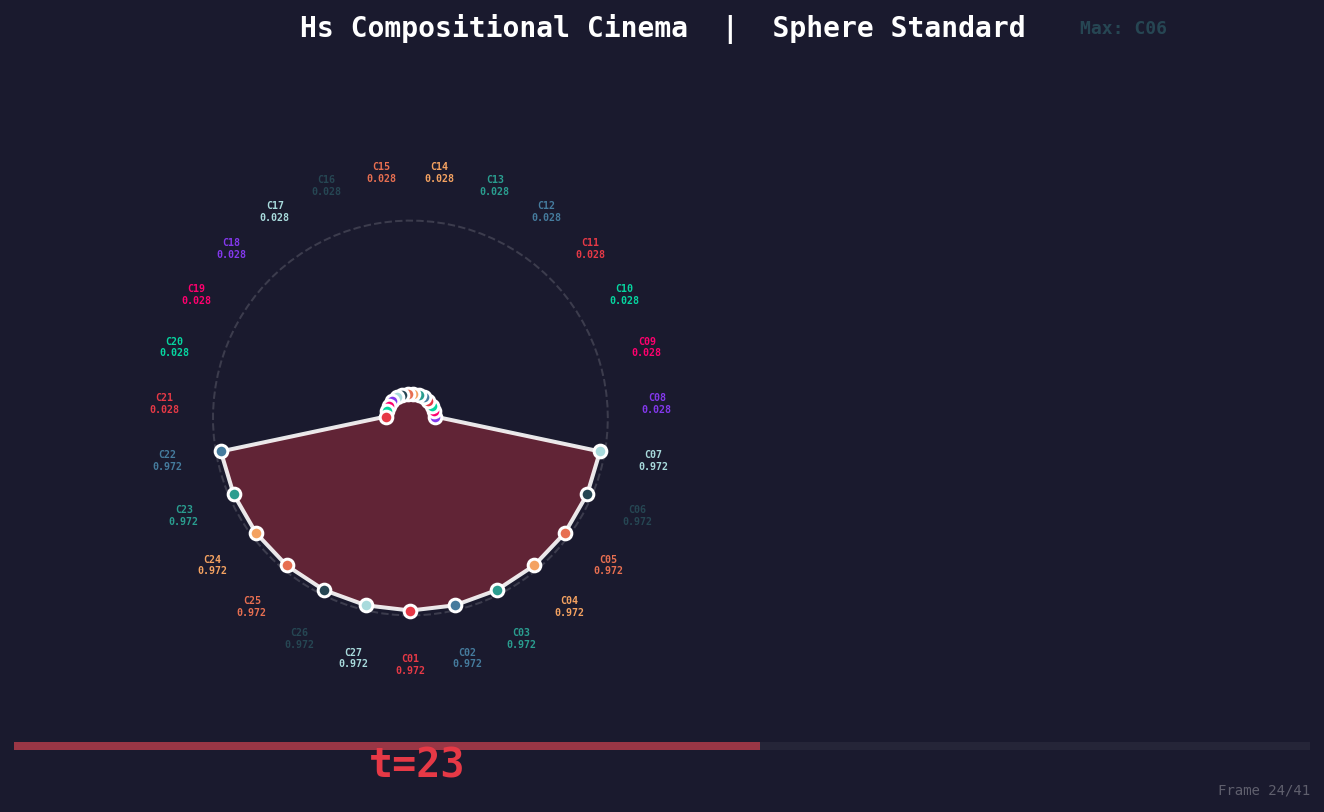 Hs Compositional Cinema | Sphere Standard
Max: C06
C15
0.028
C14
0.028
C16
0.028
C13
0.028
C17
0.028
C12
0.028
C18
0.028
C11
0.028
C19
0.028
C10
0.028
C20
0.028
C09
0.028
C21
0.028
C08
0.028
C22
0.972
C07
0.972
C23
0.972
C06
0.972
C24
0.972
C05
0.972
C25
0.972
C04
0.972
C26
0.972
C03
0.972
C27
0.972
C01
0.972
C02
0.972
t=23
Frame 24/41